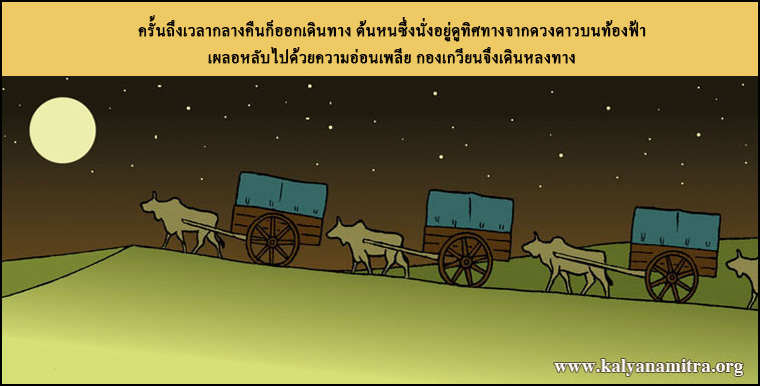 ครั้นถึงเวลากลางคืนก็ออกเดินทาง ต้นหนซึ่งนั่งอยู่ดูทิศทางจากดวงดาวบนท้องฟ้า
เผลอหลับไปด้วยความอ่อนเพลีย กองเกวียนจึงเดินหลงทาง
www.kalyanamitra.org